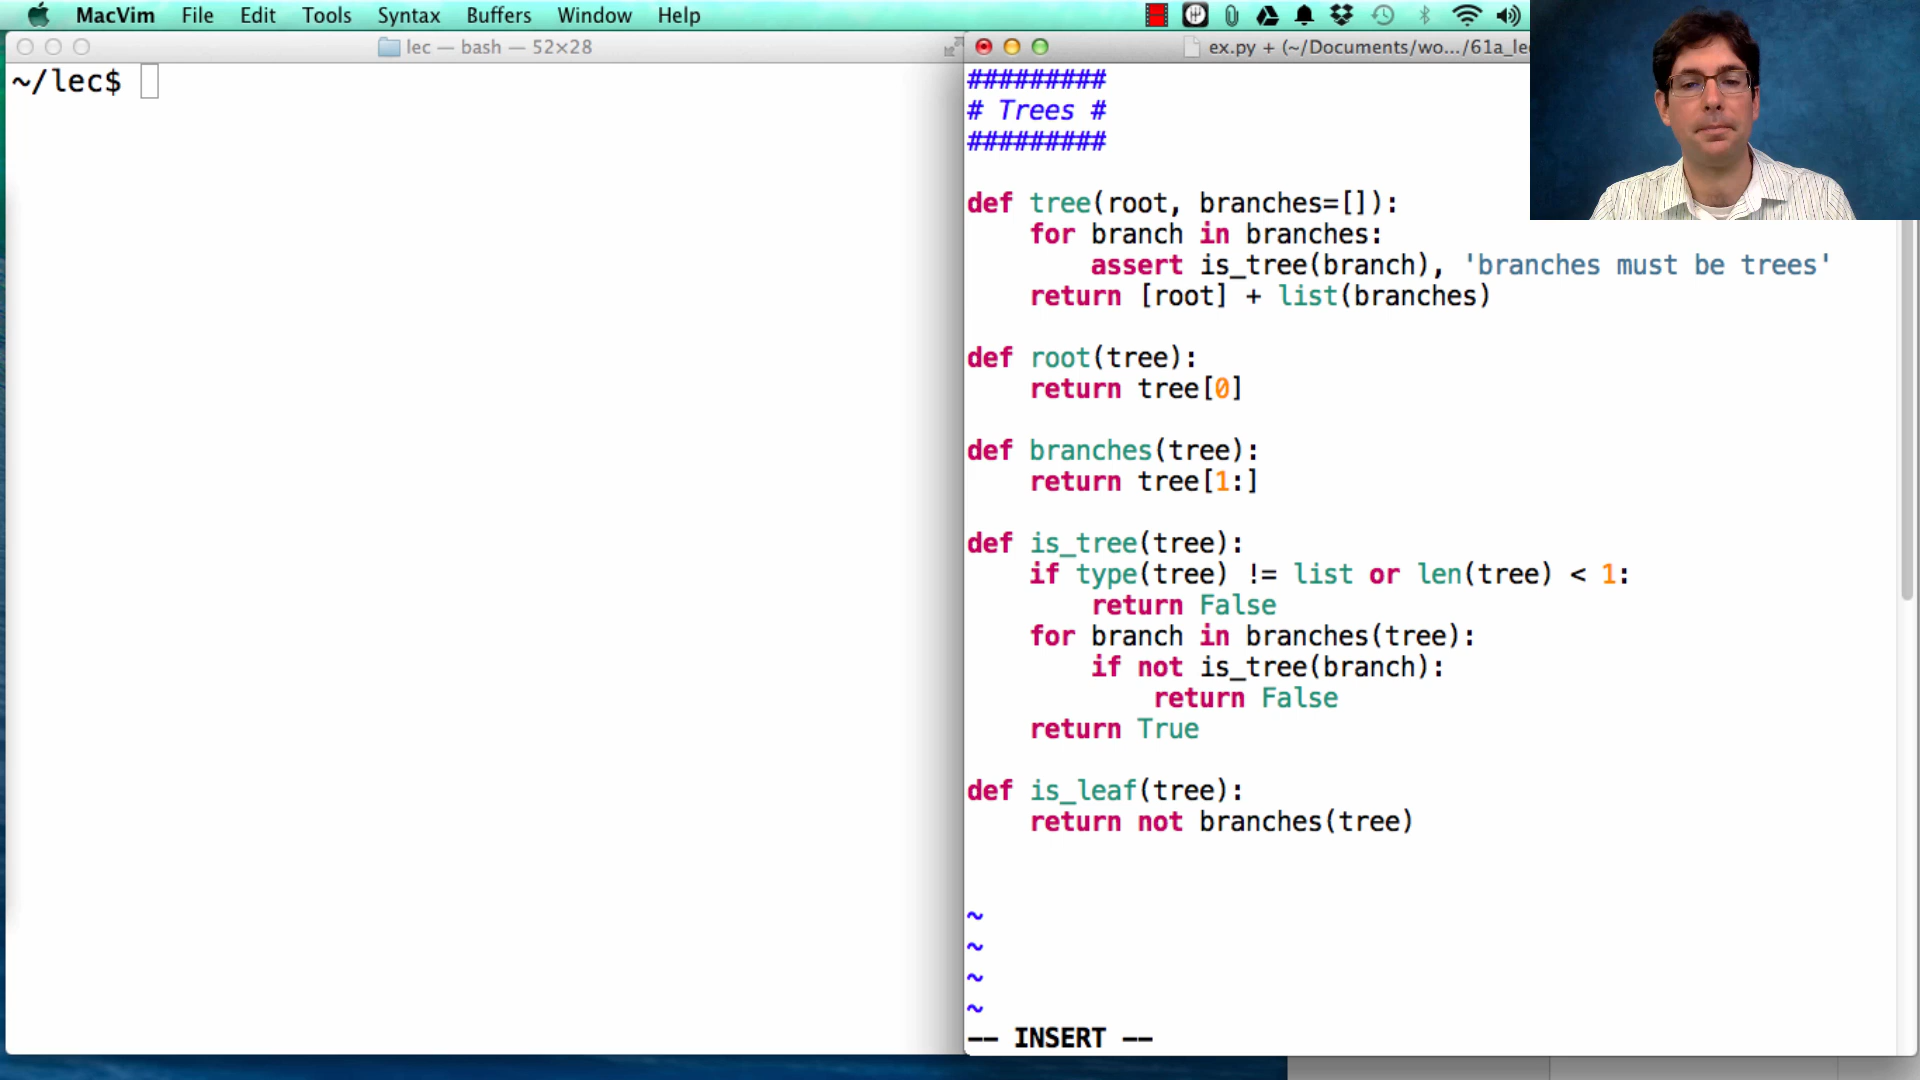 MacVim File Edit Tools Syntax Buffers Window Help
lec — bash — 52×28
~/lec$
ex.py + (~/Documents/wo.../61a_le
#########
# Trees #
#########
def tree(root, branches=[]):
    for branch in branches:
        assert is_tree(branch), 'branches must be trees'
    return [root] + list(branches)
def root(tree):
    return tree[0]
def branches(tree):
    return tree[1:]
def is_tree(tree):
    if type(tree) != list or len(tree) < 1:
        return False
    for branch in branches(tree):
        if not is_tree(branch):
            return False
    return True
def is_leaf(tree):
    return not branches(tree)
~
~
~
~
-- INSERT --